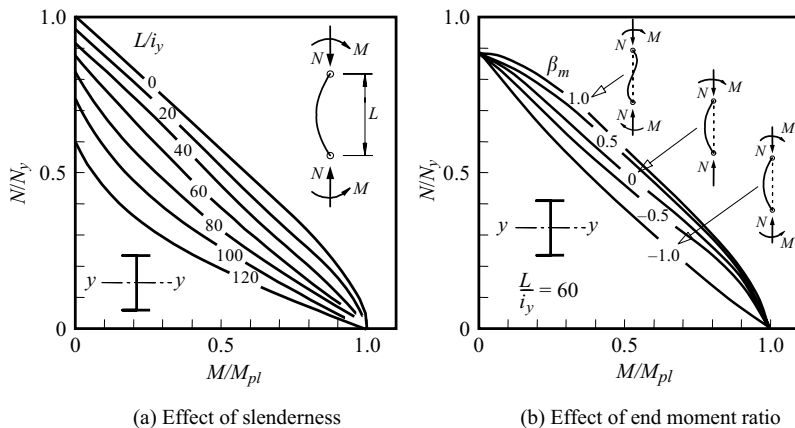 N/N_y
1.0
0.5
0
L/i_y
0
20
40
60
80
100
120
N
M
L
N
M
y
y
0.5
1.0
M/M_pl
(a) Effect of slenderness
N/N_y
1.0
0.5
0
β_m
1.0
0.5
0
−0.5
−1.0
N
M
N
M
N
M
N
M
N
M
N
M
y
y
L/i_y = 60
0.5
1.0
M/M_pl
(b) Effect of end moment ratio